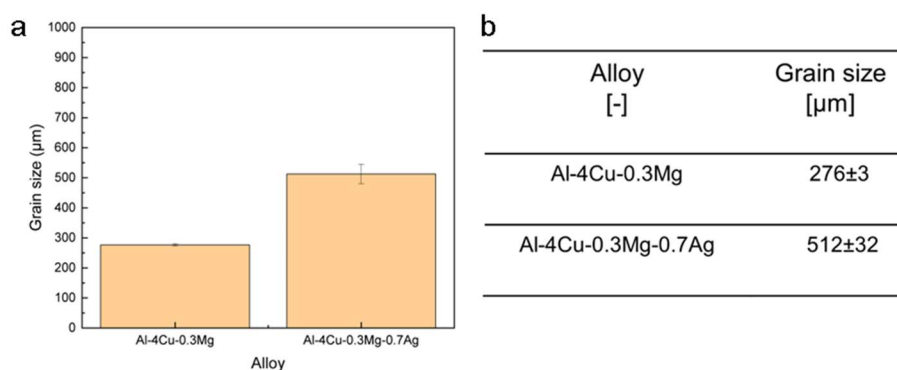 a
1000
900
800
700
600
500
400
300
200
100
0
Grain size (µm)
Al-4Cu-0.3Mg
Al-4Cu-0.3Mg-0.7Ag
Alloy
b
Alloy Grain size
[-] [µm]
Al-4Cu-0.3Mg 276±3
Al-4Cu-0.3Mg-0.7Ag 512±32